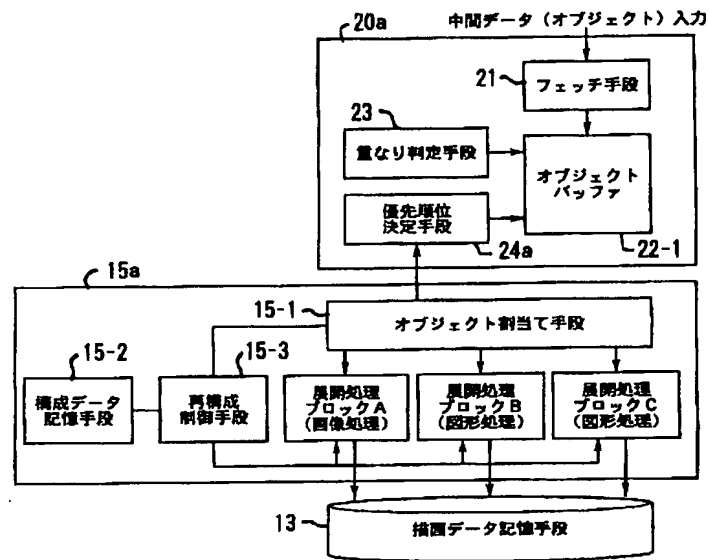 中間データ(オブジェクト)入力
20a
21
フェッチ手段
23
重なり判定手段
オブジェクト
バッファ
優先順位
決定手段
24a
22-1
15a
15-1
オブジェクト割当て手段
15-2
15-3
構成データ
記憶手段
再構成
制御手段
展開処理
ブロックA
(画像処理)
展開処理
ブロックB
(図形処理)
展開処理
ブロックC
(図形処理)
13
描画データ記憶手段